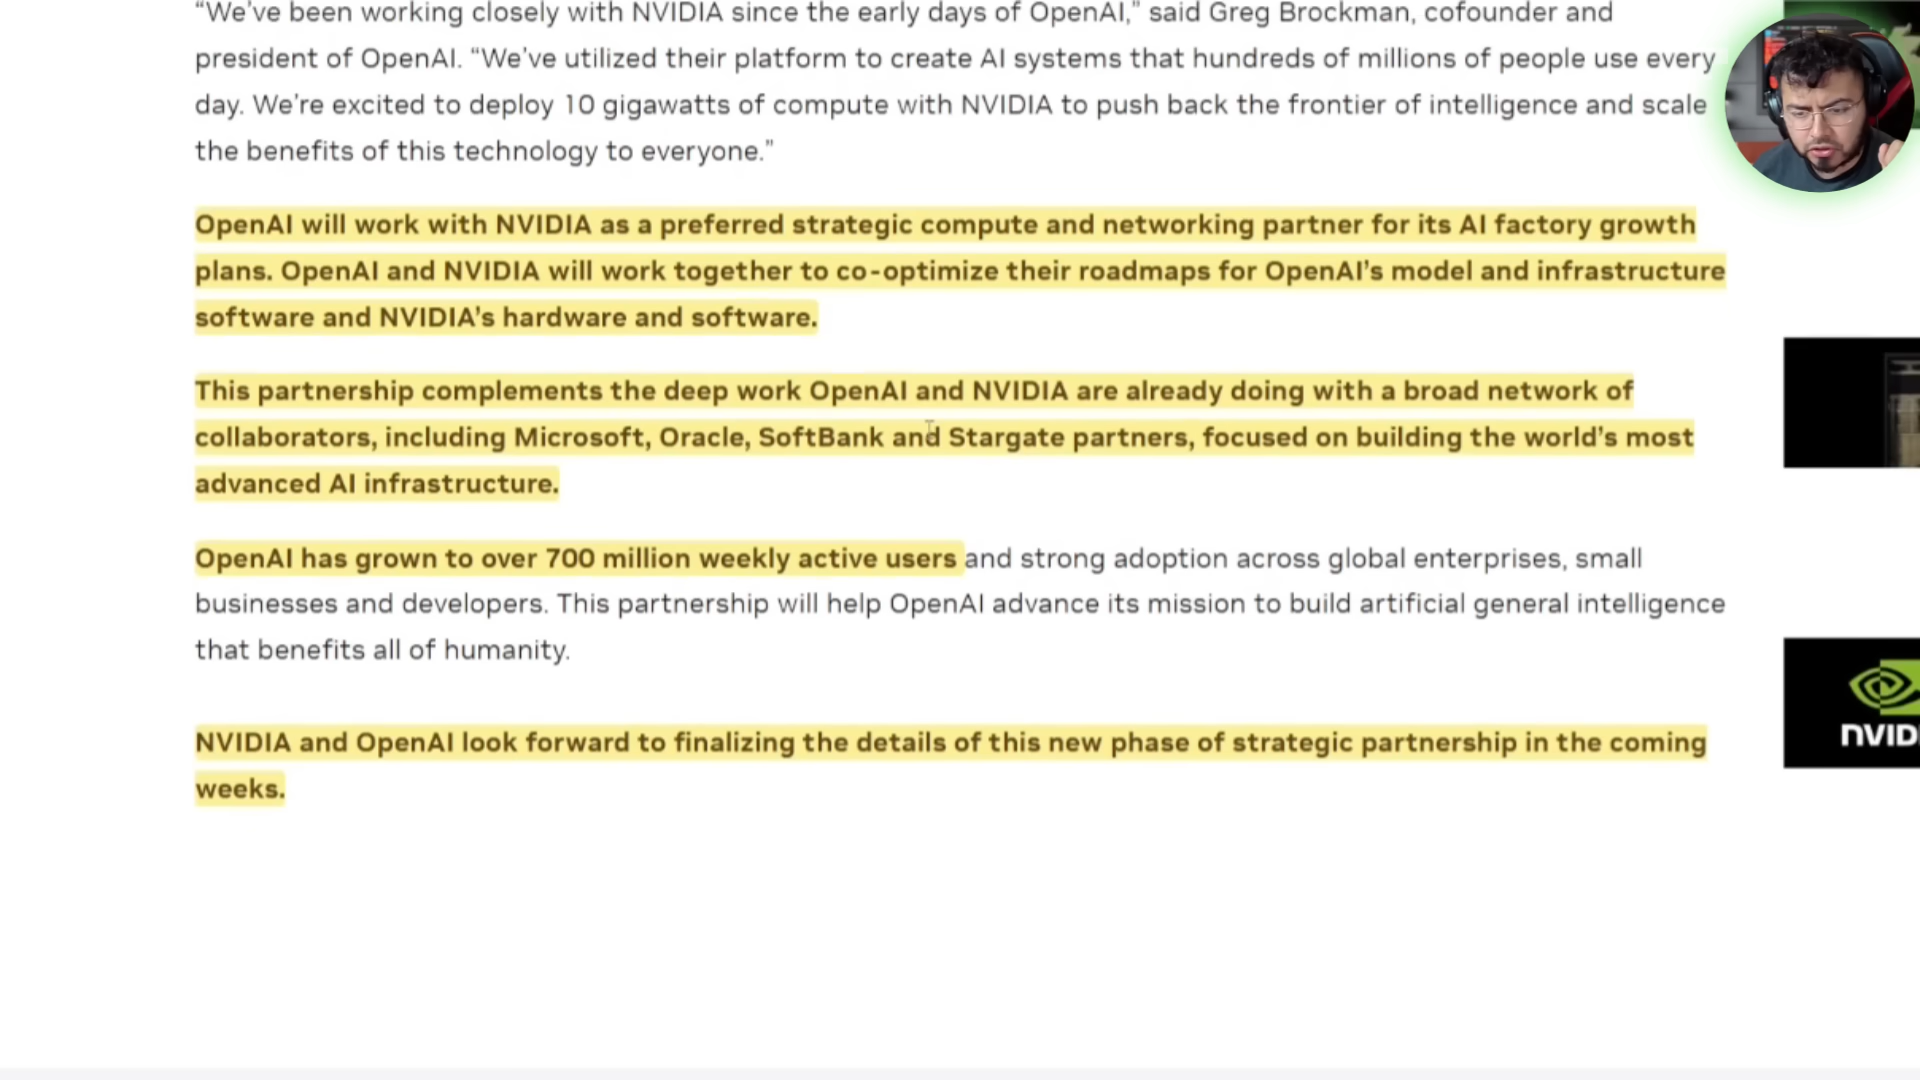 “We’ve been working closely with NVIDIA since the early days of OpenAI,” said Greg Brockman, cofounder and
president of OpenAI. “We’ve utilized their platform to create AI systems that hundreds of millions of people use every
day. We’re excited to deploy 10 gigawatts of compute with NVIDIA to push back the frontier of intelligence and scale
the benefits of this technology to everyone.”
OpenAI will work with NVIDIA as a preferred strategic compute and networking partner for its AI factory growth
plans. OpenAI and NVIDIA will work together to co-optimize their roadmaps for OpenAI’s model and infrastructure
software and NVIDIA’s hardware and software.
This partnership complements the deep work OpenAI and NVIDIA are already doing with a broad network of
collaborators, including Microsoft, Oracle, SoftBank and Stargate partners, focused on building the world’s most
advanced AI infrastructure.
OpenAI has grown to over 700 million weekly active users and strong adoption across global enterprises, small
businesses and developers. This partnership will help OpenAI advance its mission to build artificial general intelligence
that benefits all of humanity.
NVIDIA and OpenAI look forward to finalizing the details of this new phase of strategic partnership in the coming
weeks.
NVID